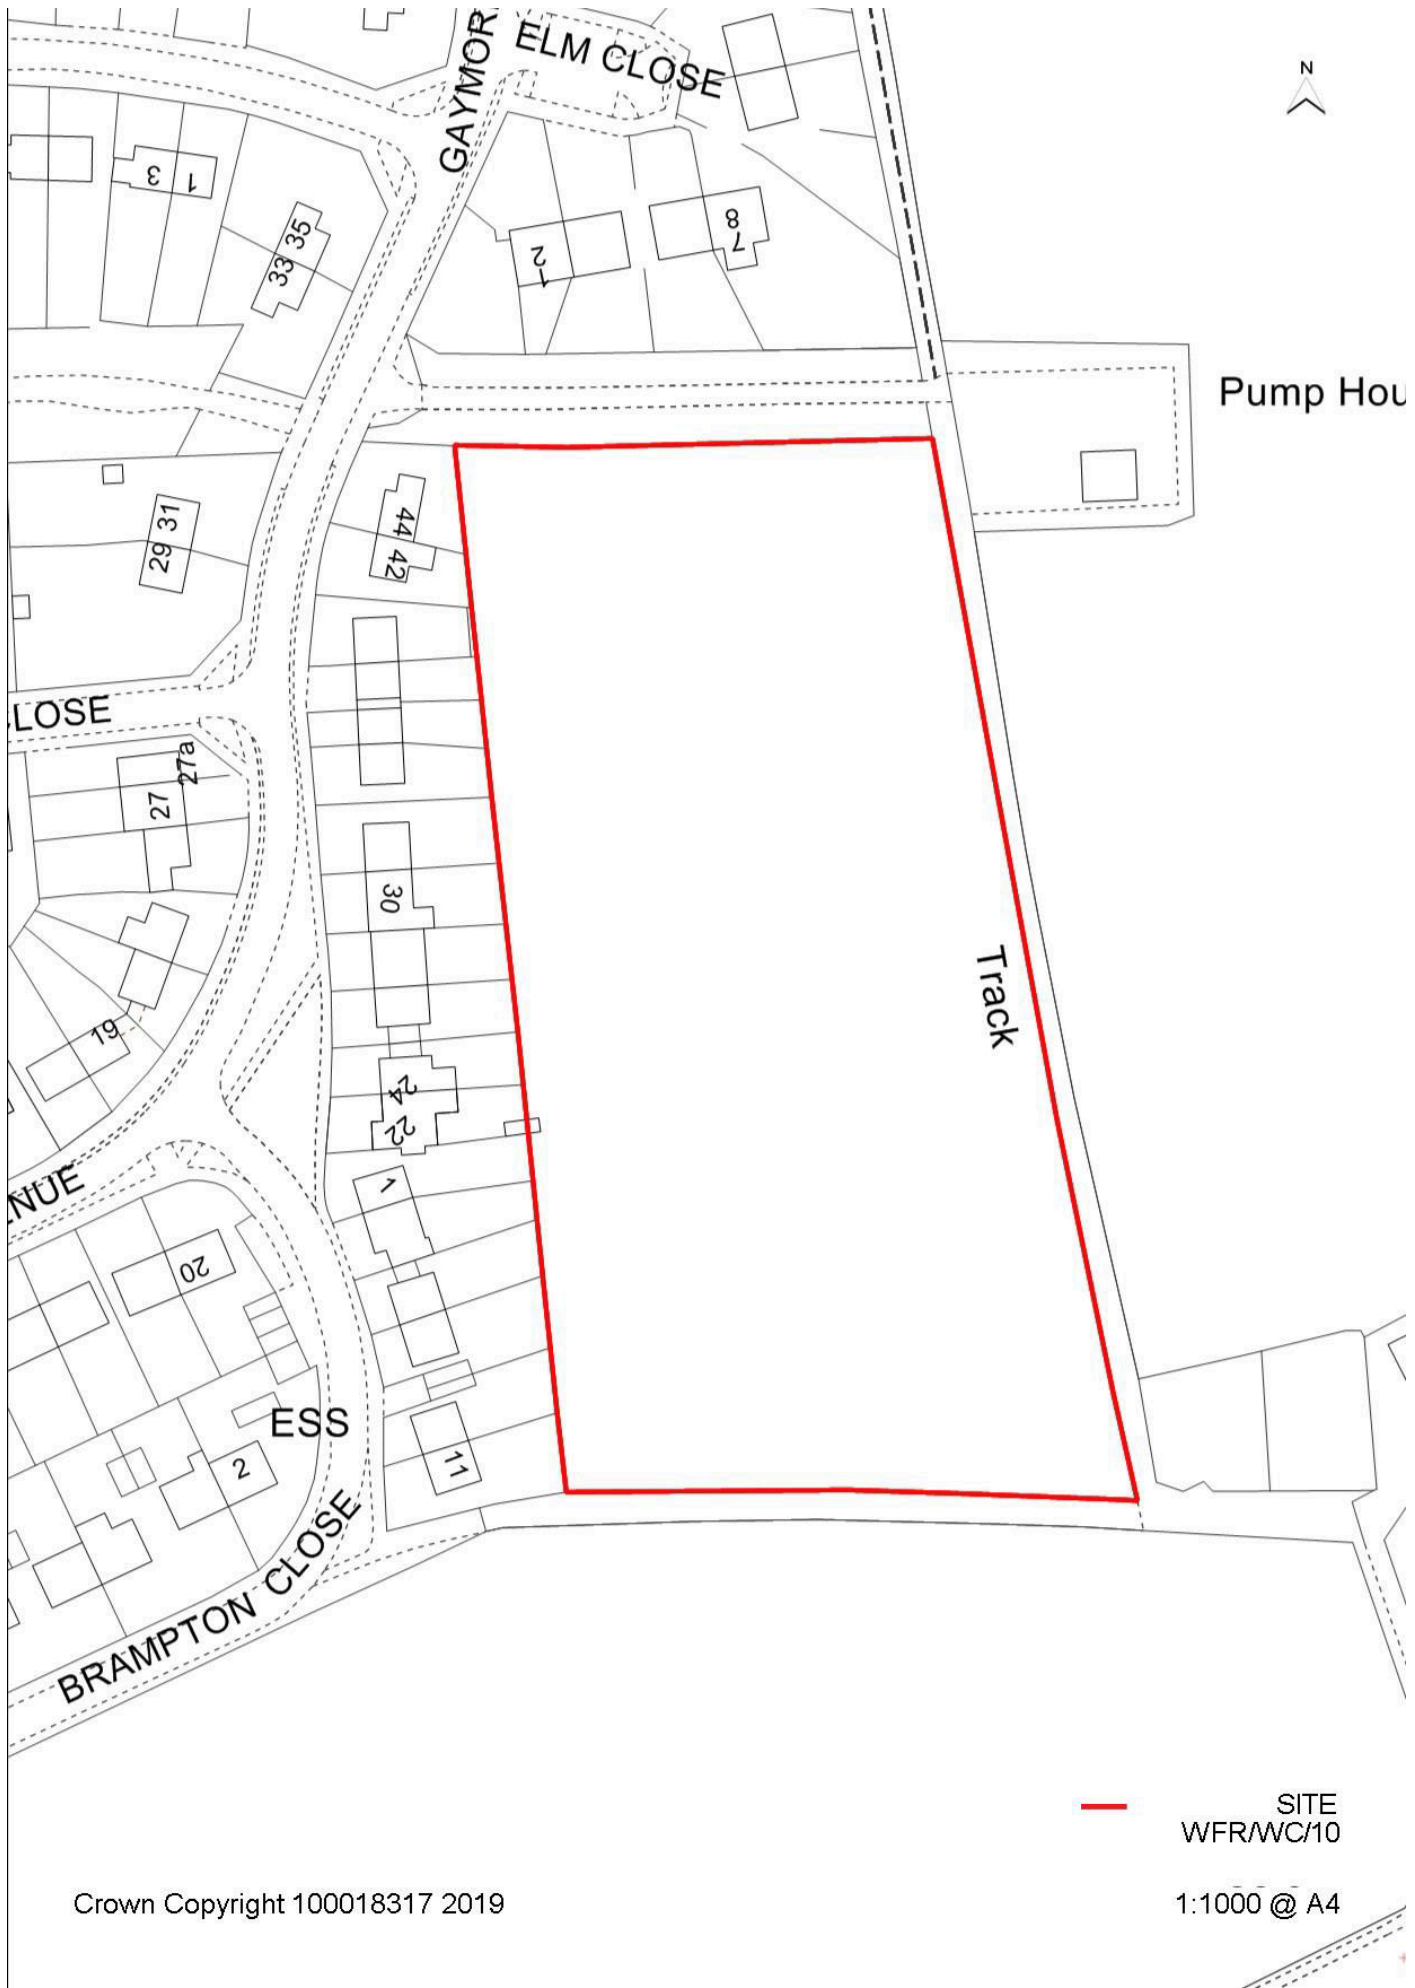 ELM CLOSE
GAYMOR
N
3
1
33 35
2
1
8
7
Pump Hou
44 42
29 31
LOSE
27
27a
30
Track
19
24
22
NUE
1
20
ESS
2
11
BRAMPTON CLOSE
SITE
WFR/WC/10
Crown Copyright 100018317 2019
1:1000 @ A4